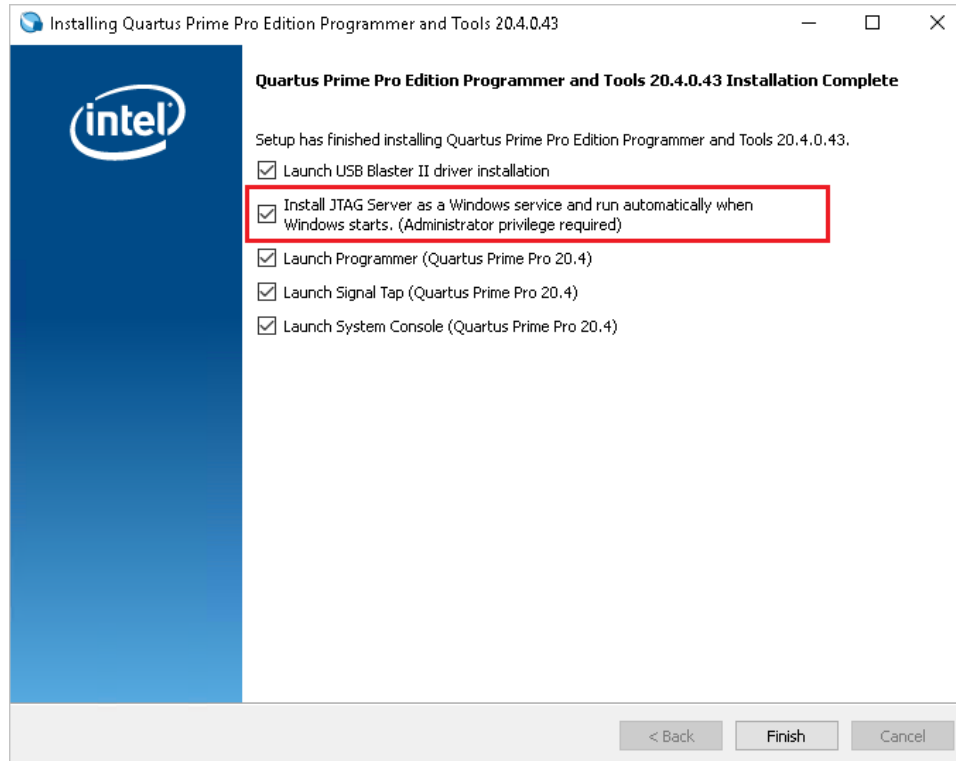 Installing Quartus Prime Pro Edition Programmer and Tools 20.4.0.43
intel
Quartus Prime Pro Edition Programmer and Tools 20.4.0.43 Installation Complete
Setup has finished installing Quartus Prime Pro Edition Programmer and Tools 20.4.0.43.
Launch USB Blaster II driver installation
Install JTAG Server as a Windows service and run automatically when
Windows starts. (Administrator privilege required)
Launch Programmer (Quartus Prime Pro 20.4)
Launch Signal Tap (Quartus Prime Pro 20.4)
Launch System Console (Quartus Prime Pro 20.4)
< Back
Finish
Cancel